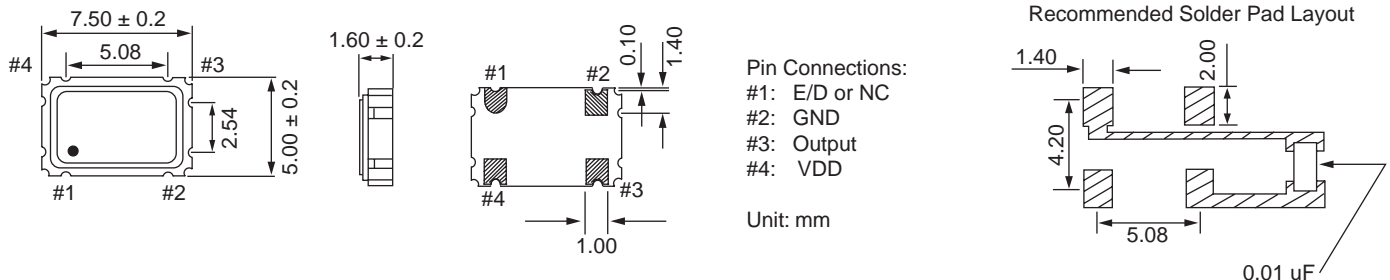 7.50 ± 0.2
5.08
#4
#3
2.54
5.00 ± 0.2
#1
#2
1.60 ± 0.2
0.10
1.40
#1
#2
#4
#3
1.00
Pin Connections:
#1: E/D or NC
#2: GND
#3: Output
#4: VDD
Unit: mm
Recommended Solder Pad Layout
1.40
2.00
4.20
5.08
0.01 uF